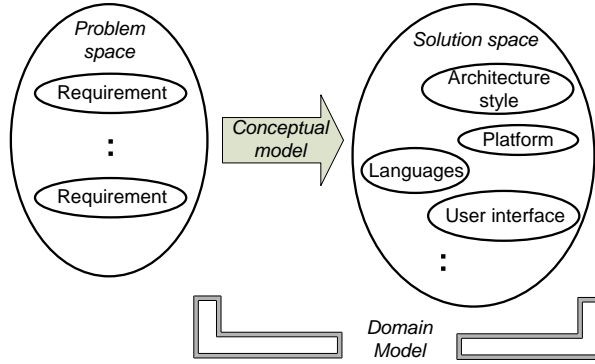 Problem
space
Requirement
:
Requirement
Conceptual
model
Solution space
Architecture
style
Platform
Languages
User interface
:
Domain
Model